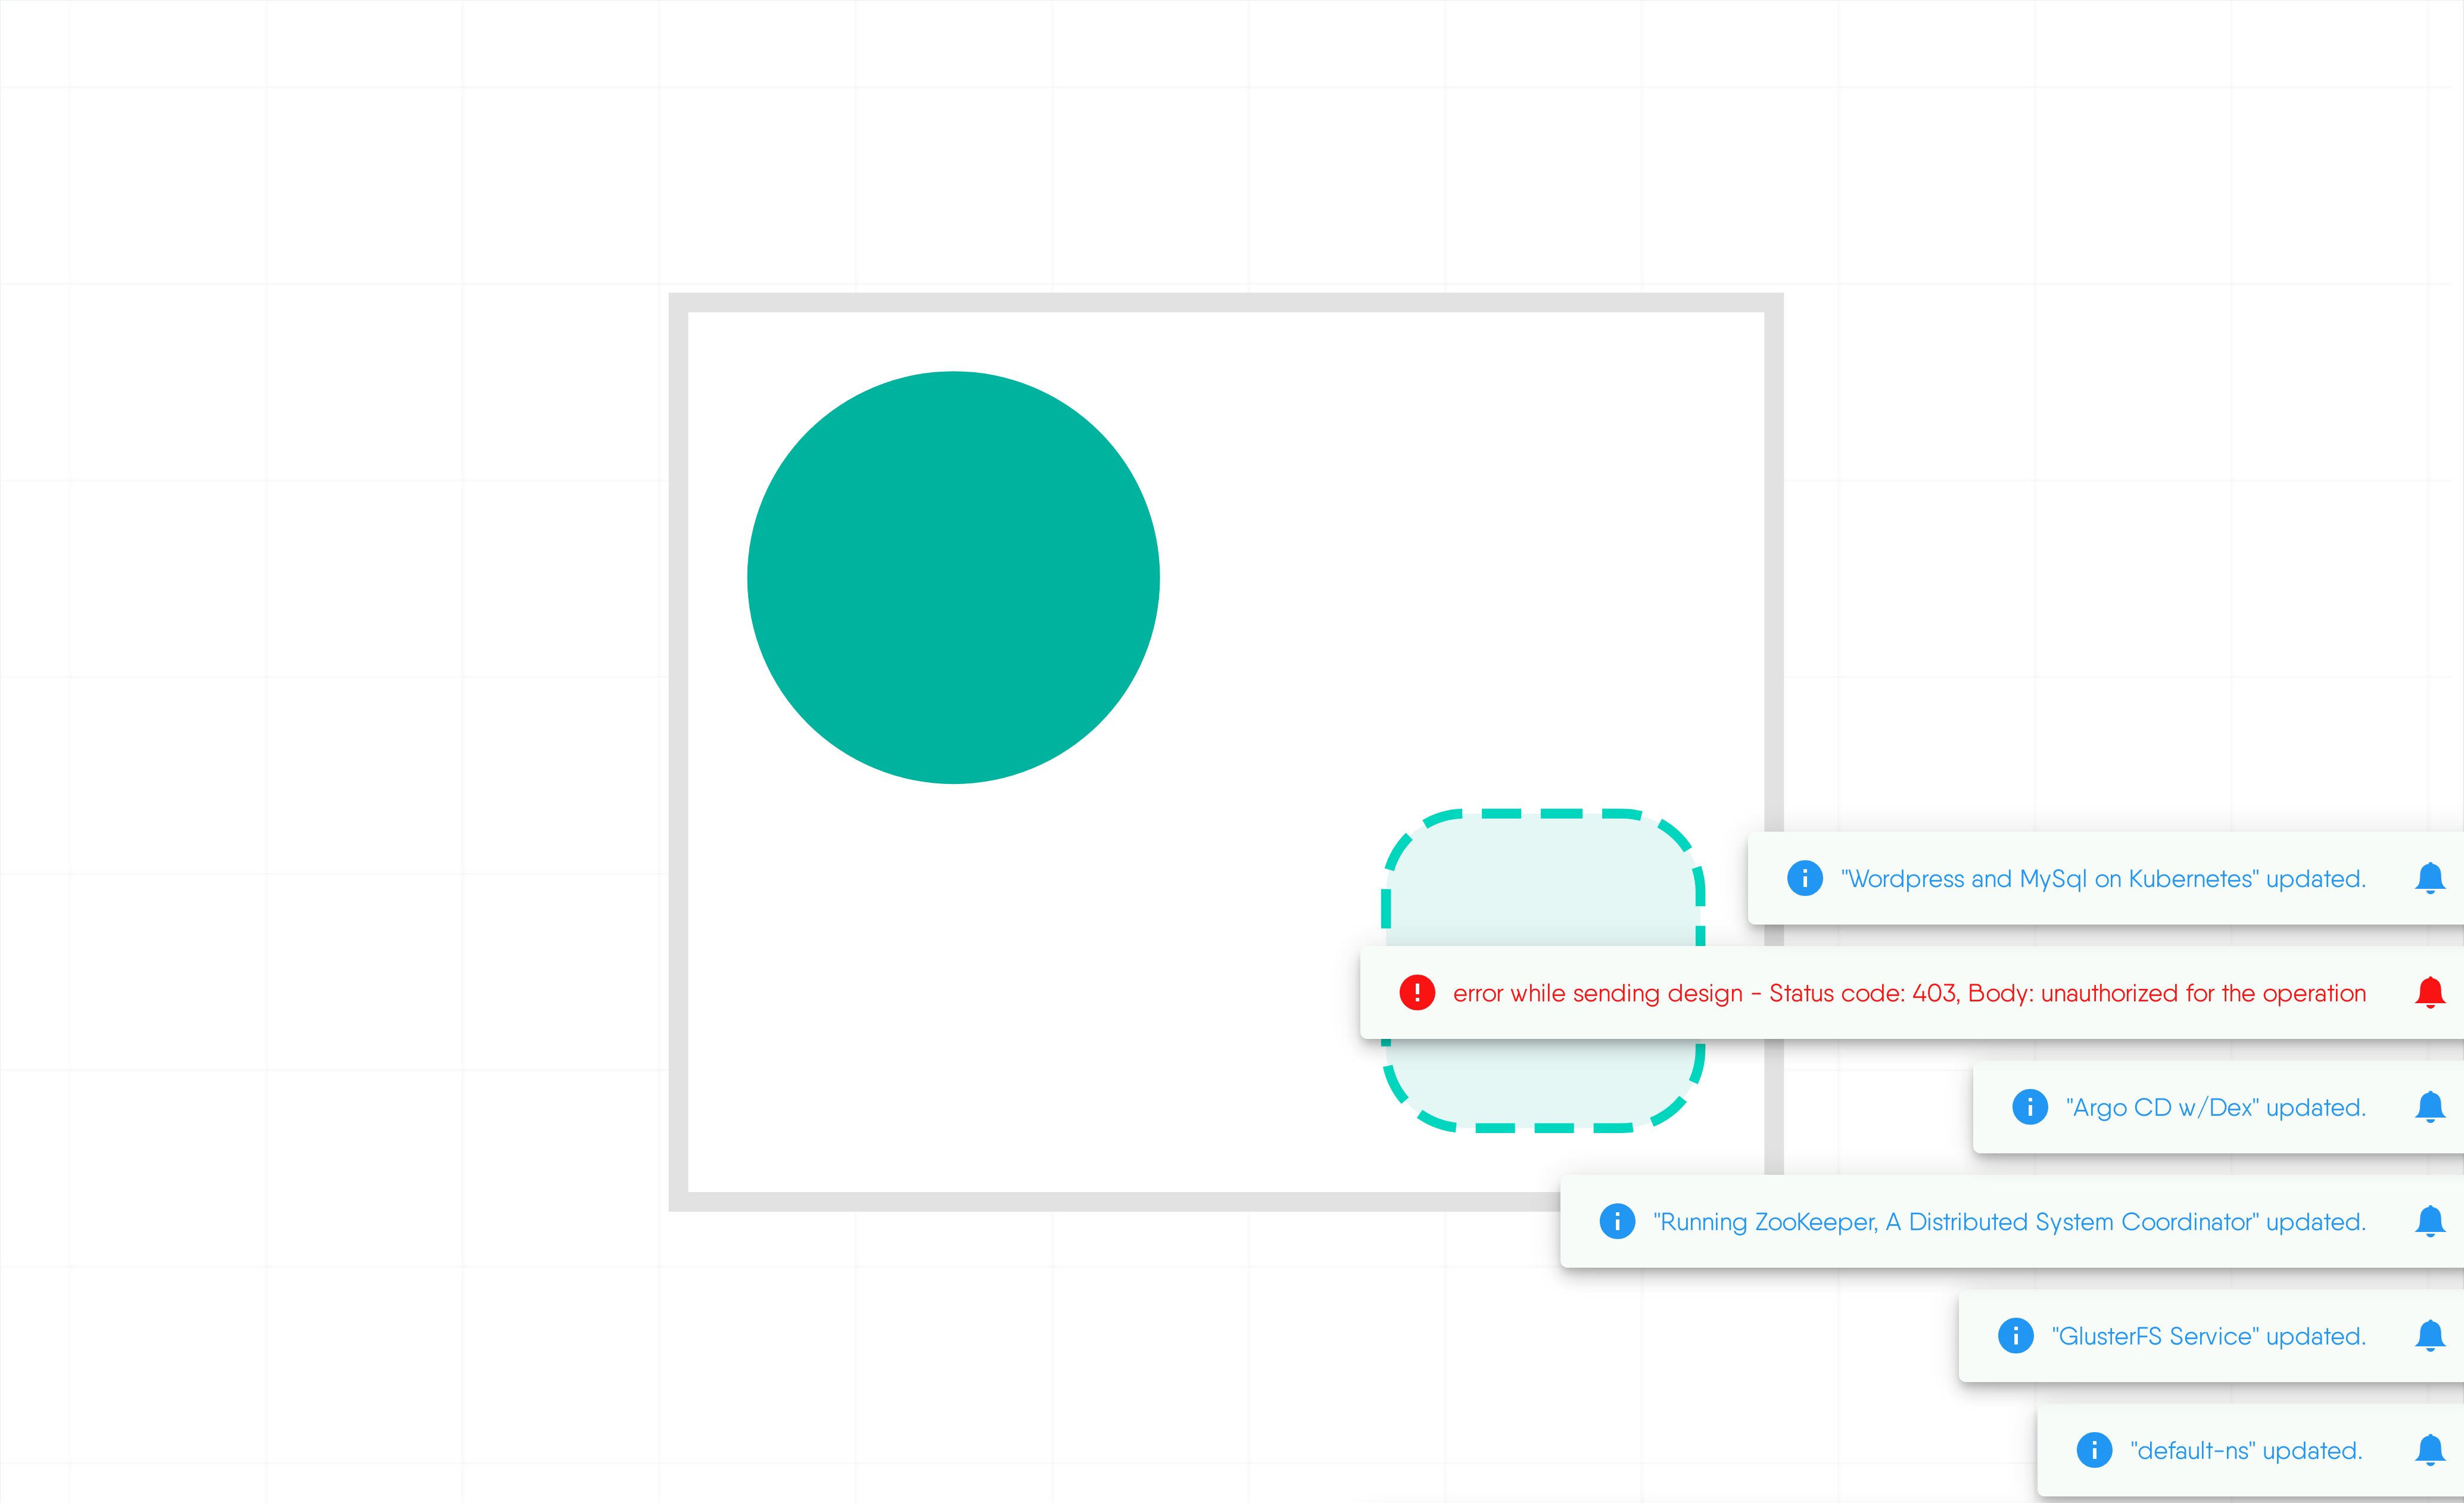 "Wordpress and MySql on Kubernetes" updated.
error while sending design - Status code: 403, Body: unauthorized for the operation
"Argo CD w/Dex" updated.
"Running ZooKeeper, A Distributed System Coordinator" updated.
"GlusterFS Service" updated.
"default-ns" updated.